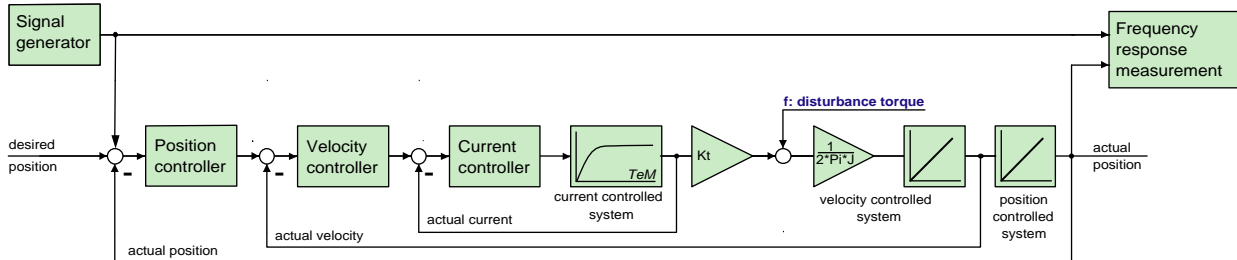 Signal
generator
Frequency
response
measurement
f: disturbance torque
desired
position
Position
controller
Velocity
controller
Current
controller
TeM
Kt
1
2*Pi*J
actual
position
current controlled
system
velocity controlled
system
position
controlled
system
actual current
actual velocity
actual position
-
-
-